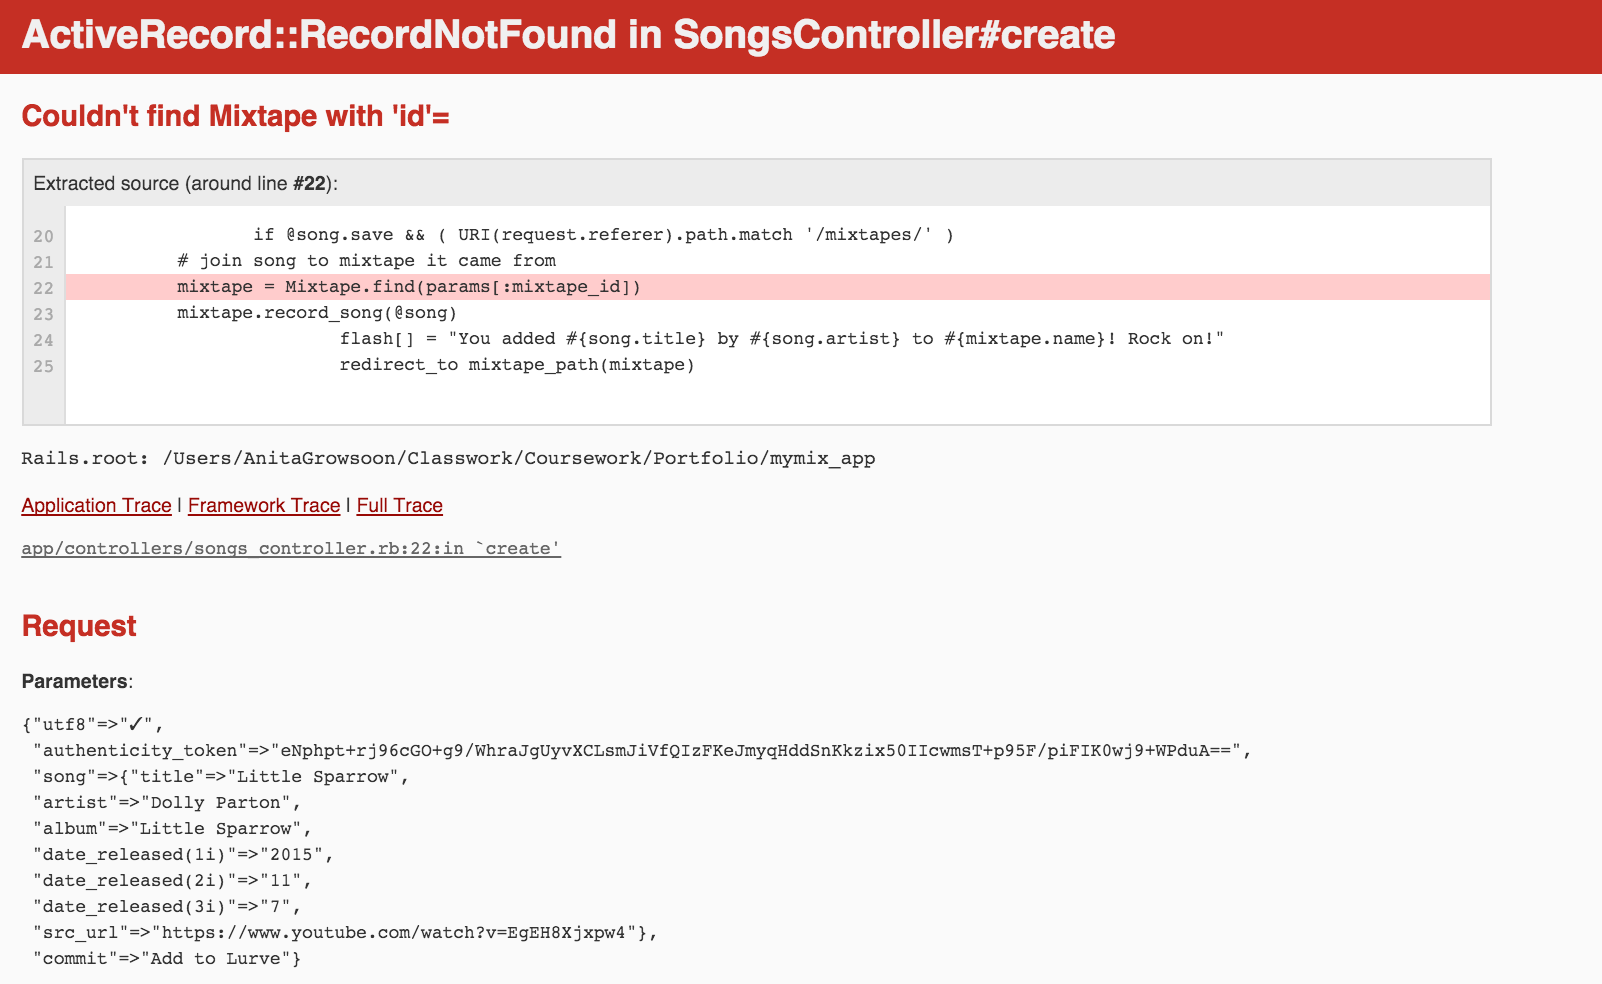 ActiveRecord::RecordNotFound in SongsController#create
Couldn't find Mixtape with 'id'=
Extracted source (around line #22):
20 if @song.save && ( URI(request.referer).path.match '/mixtapes/' )
21 # join song to mixtape it came from
22 mixtape = Mixtape.find(params[:mixtape_id])
23 mixtape.record_song(@song)
24 flash[] = "You added #{song.title} by #{song.artist} to #{mixtape.name}! Rock on!"
25 redirect_to mixtape_path(mixtape)
Rails.root: /Users/AnitaGrowsoon/Classwork/Coursework/Portfolio/mymix_app
Application Trace | Framework Trace | Full Trace
app/controllers/songs_controller.rb:22:in `create'
Request
Parameters:
{"utf8"=>"✓",
"authenticity_token"=>"eNphpt+rj96cGO+g9/WhraJgUyvXCLsmJiVfQIzFKeJmyqHddSnKkzix50IIcwmsT+p95F/piFIK0wj9+WPduA==",
"song"=>{"title"=>"Little Sparrow",
"artist"=>"Dolly Parton",
"album"=>"Little Sparrow",
"date_released(1i)"=>"2015",
"date_released(2i)"=>"11",
"date_released(3i)"=>"7",
"src_url"=>"https://www.youtube.com/watch?v=EgEH8Xjxpw4"},
"commit"=>"Add to Lurve"}